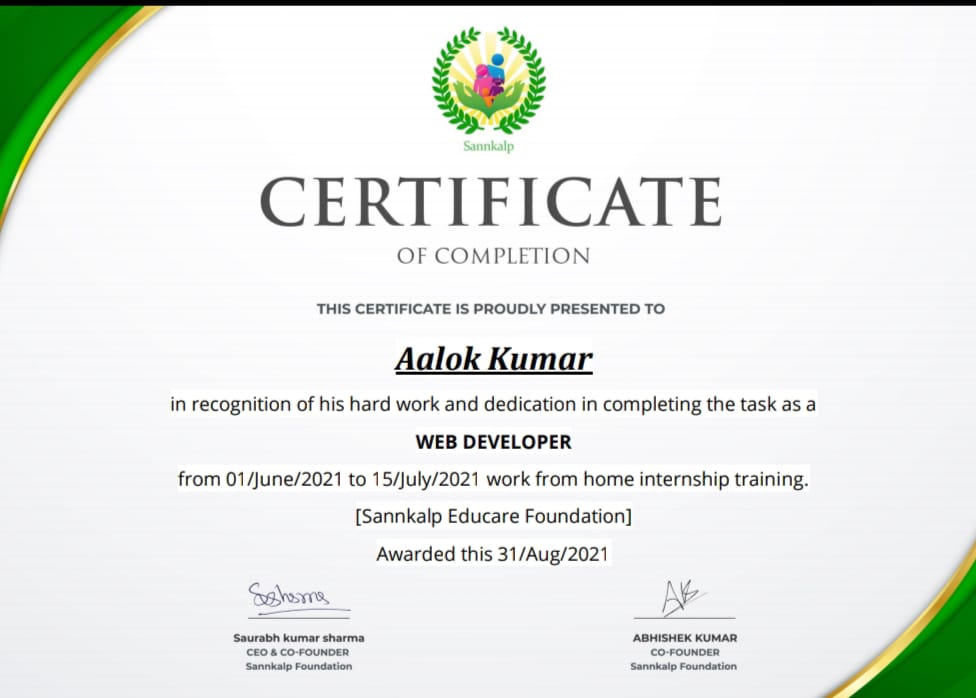 Sannkalp
CERTIFICATE
OF COMPLETION
THIS CERTIFICATE IS PROUDLY PRESENTED TO
Aalok Kumar
in recognition of his hard work and dedication in completing the task as a
WEB DEVELOPER
from 01/June/2021 to 15/July/2021 work from home internship training.
[Sannkalp Educare Foundation]
Awarded this 31/Aug/2021
Saurabh kumar sharma
CEO & CO-FOUNDER
Sannkalp Foundation
ABHISHEK KUMAR
CO-FOUNDER
Sannkalp Foundation